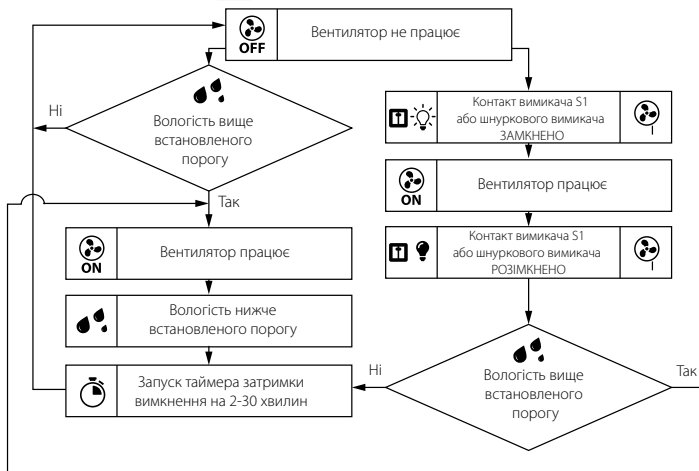 OFF
Вентилятор не працює
Ні
Вологість вище
встановленого
порогу
Так
ON
Вентилятор працює
Вологість нижче
встановленого порогу
Запуск таймера затримки
вимкнення на 2-30 хвилин
Контакт вимикача S1
або шнуркового вимикача
ЗАМКНЕНО
ON
Вентилятор працює
Контакт вимикача S1
або шнуркового вимикача
РОЗІМКНЕНО
Ні
Вологість вище
встановленого
порогу
Так